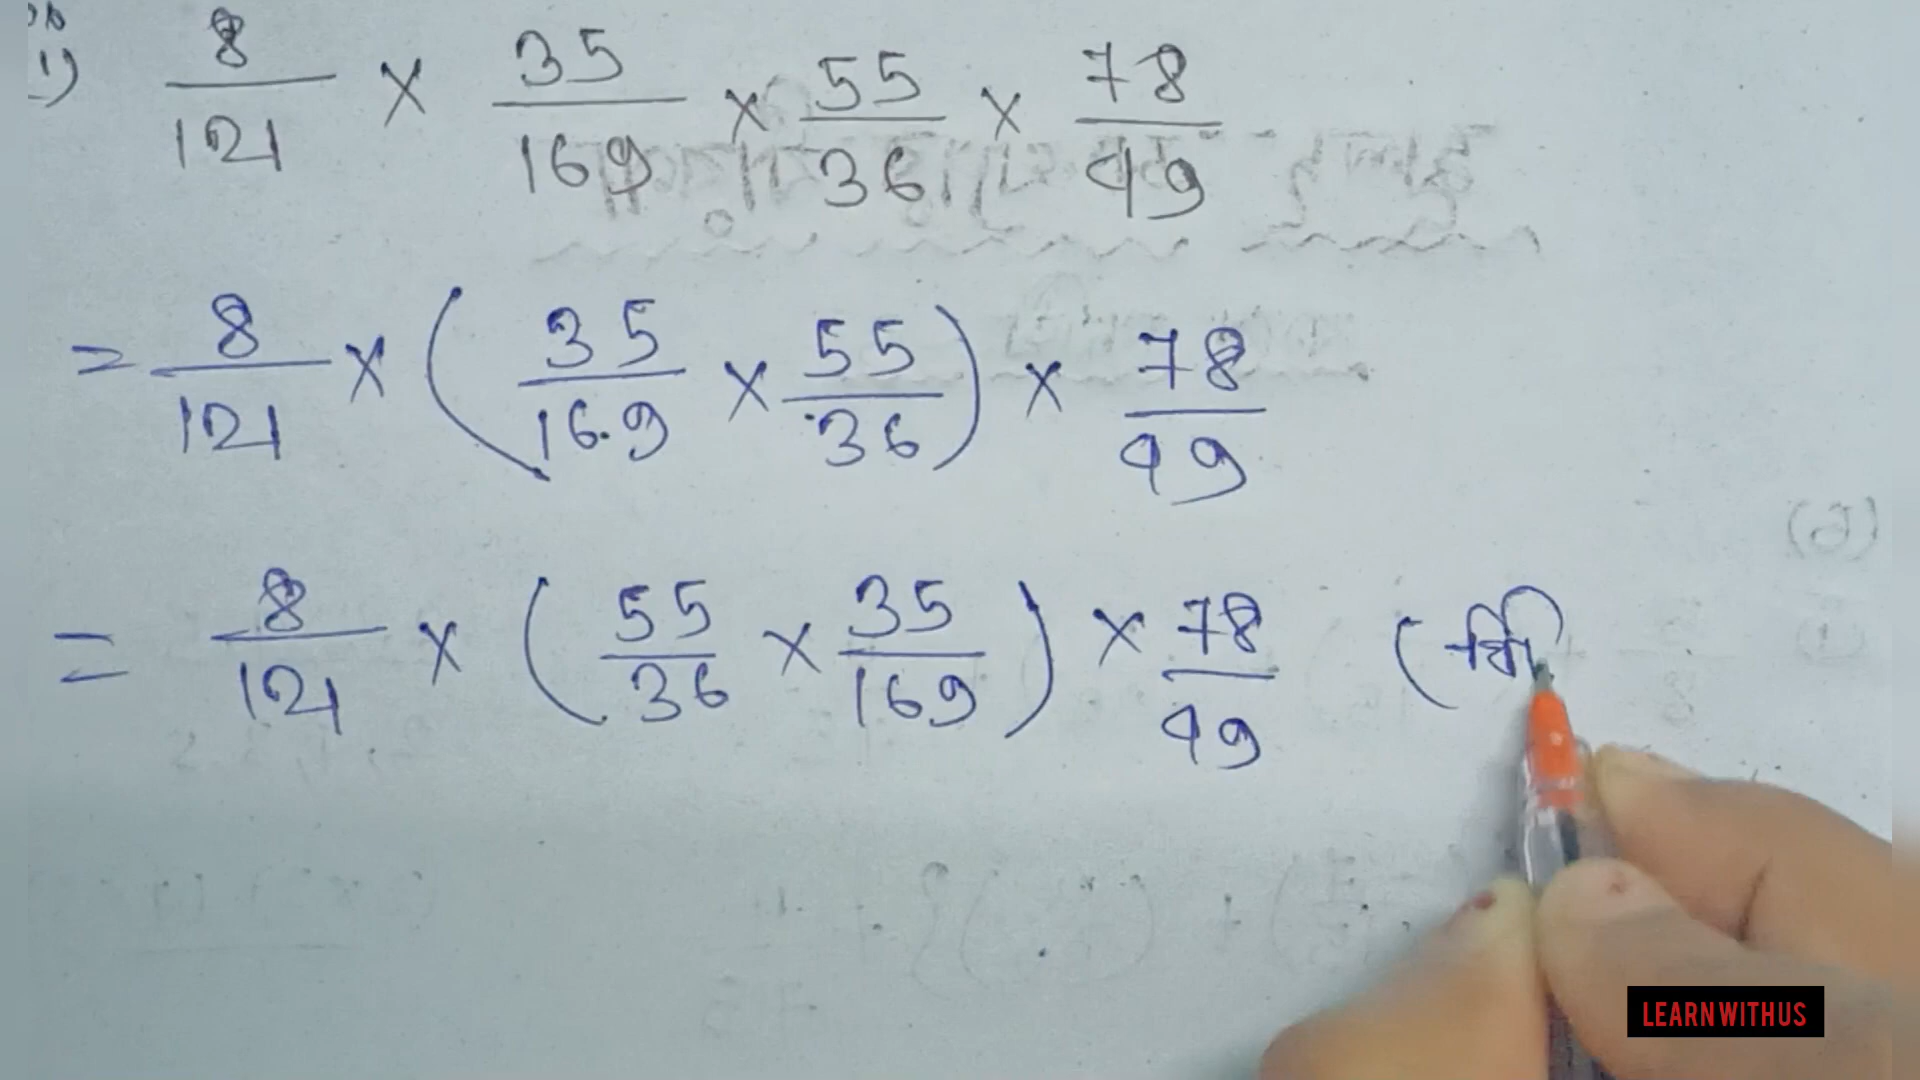 1) 8/121 × 35/169 × 55/36 × 78/49
= 8/121 × (35/169 × 55/36) × 78/49
= 8/121 × (55/36 × 35/169) × 78/49 (
LEARN WITH US